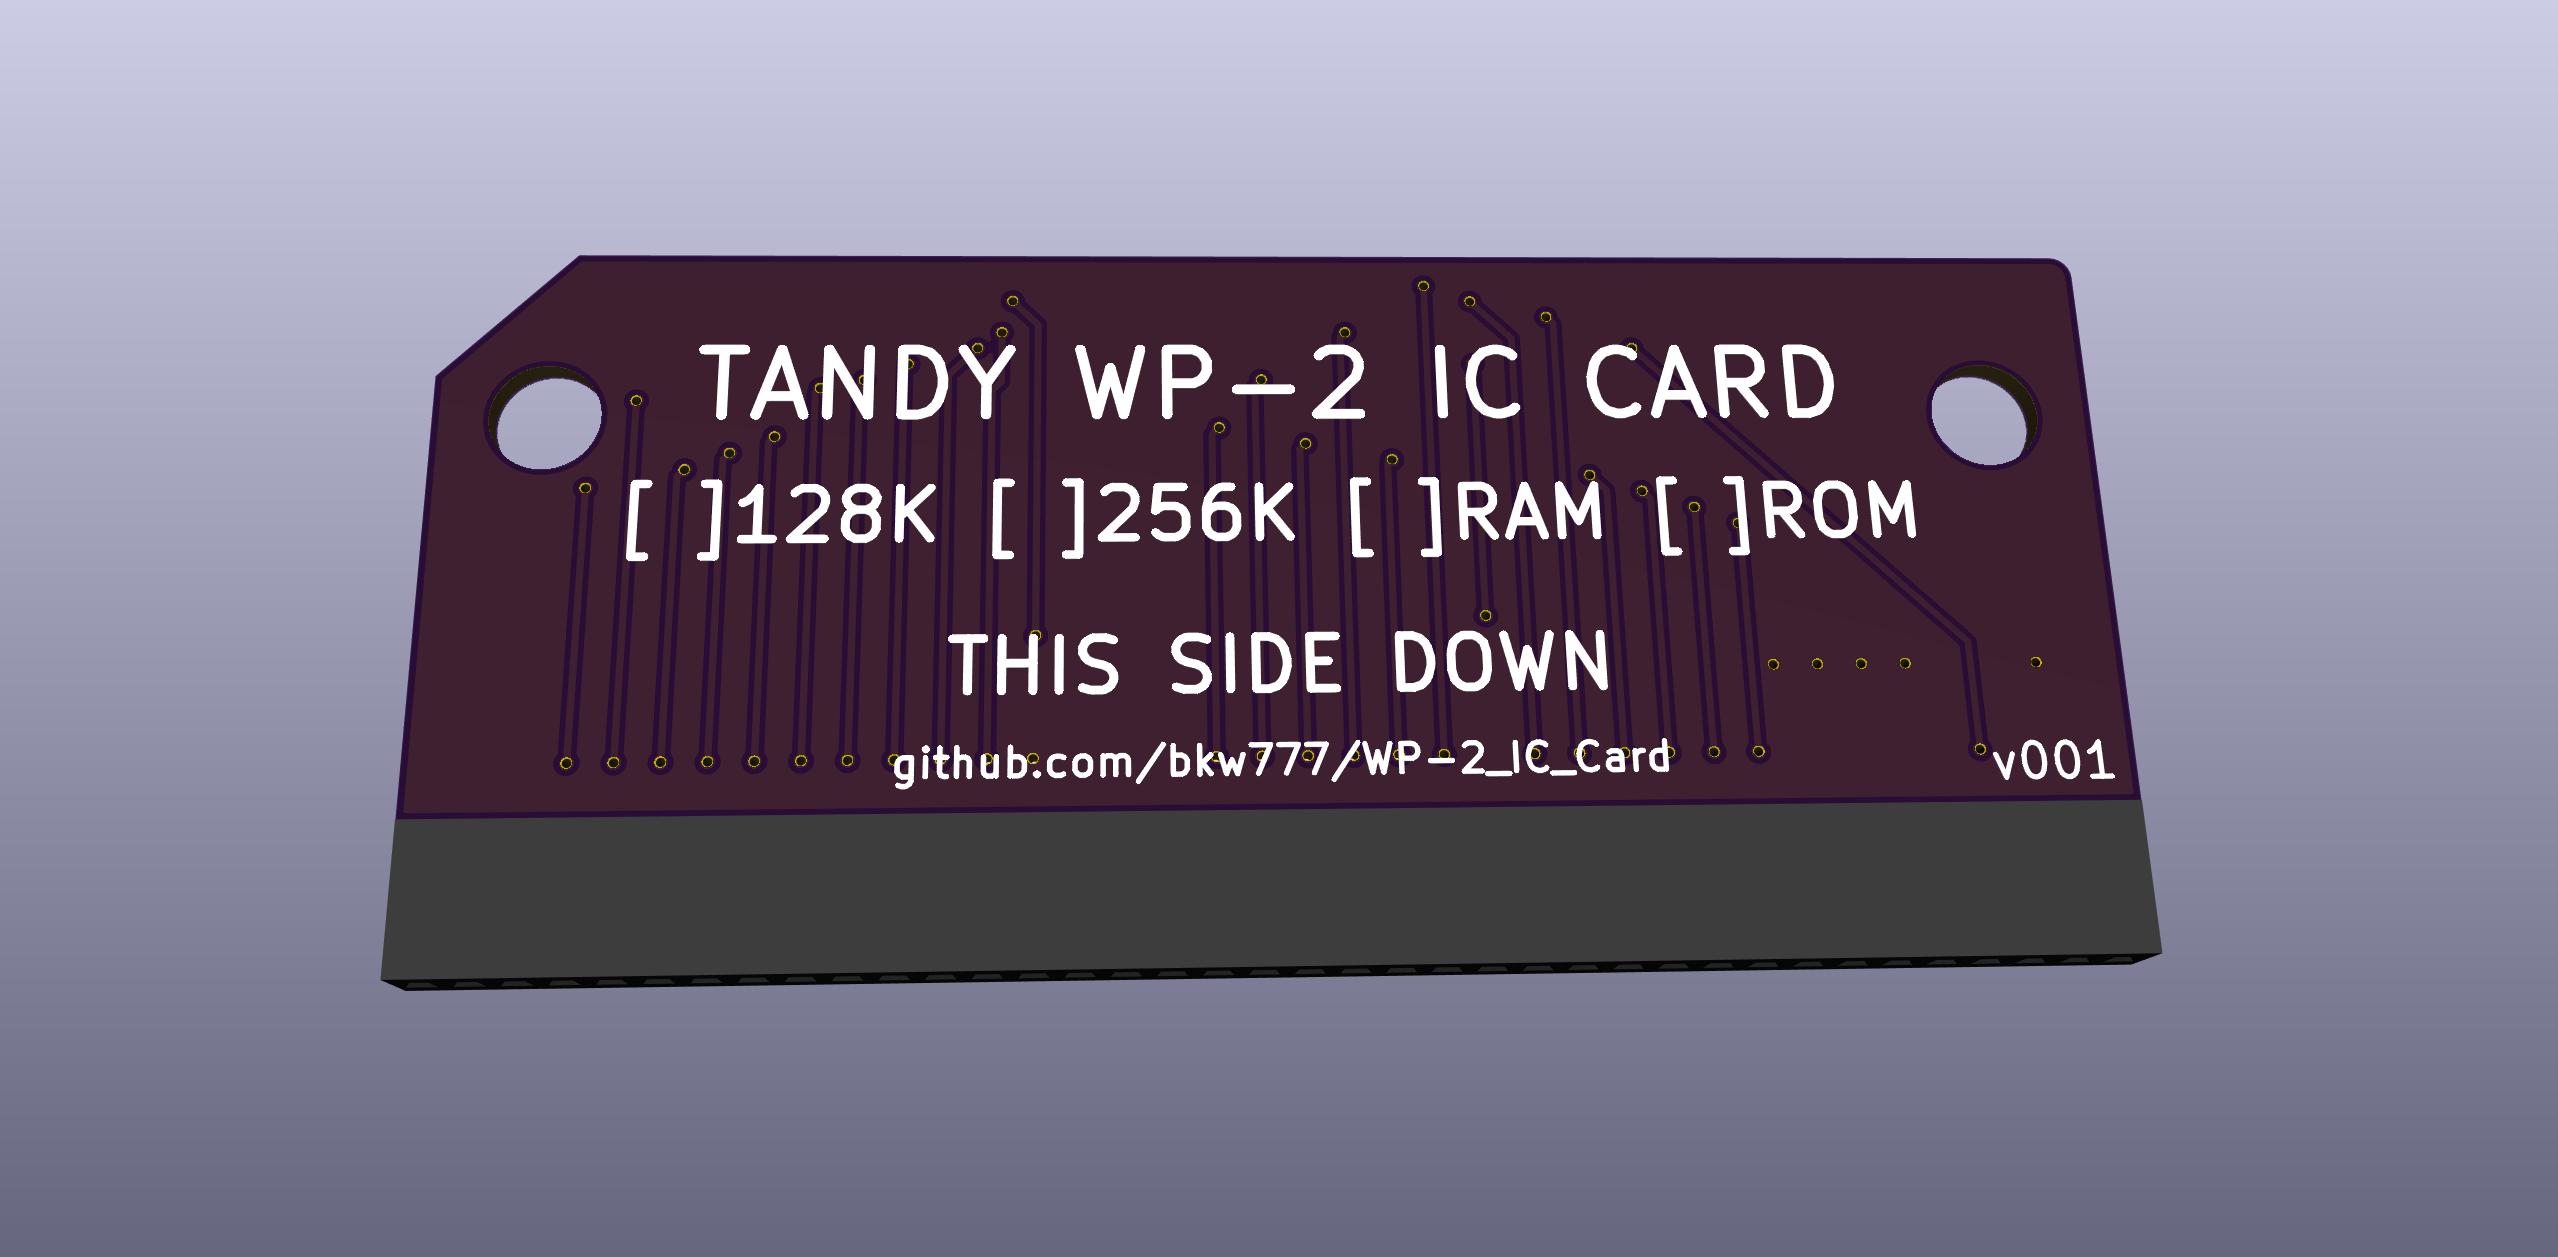 TANDY WP-2 IC CARD
[ ]128K [ ]256K [ ]RAM [ ]ROM
THIS SIDE DOWN
github.com/bkw777/WP-2_IC_Card
v001